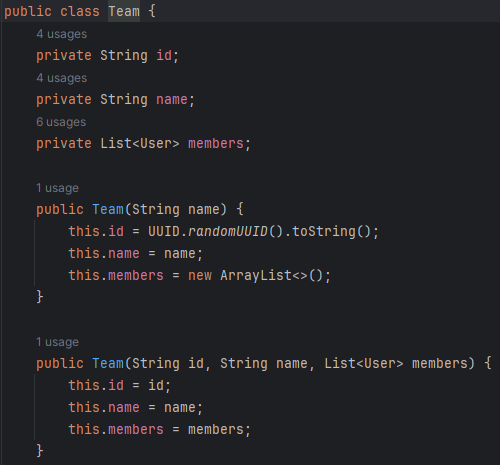 public class Team {
4 usages
private String id;
4 usages
private String name;
6 usages
private List<User> members;
1 usage
public Team(String name) {
this.id = UUID.randomUUID().toString();
this.name = name;
this.members = new ArrayList<>();
}
1 usage
public Team(String id, String name, List<User> members) {
this.id = id;
this.name = name;
this.members = members;
}